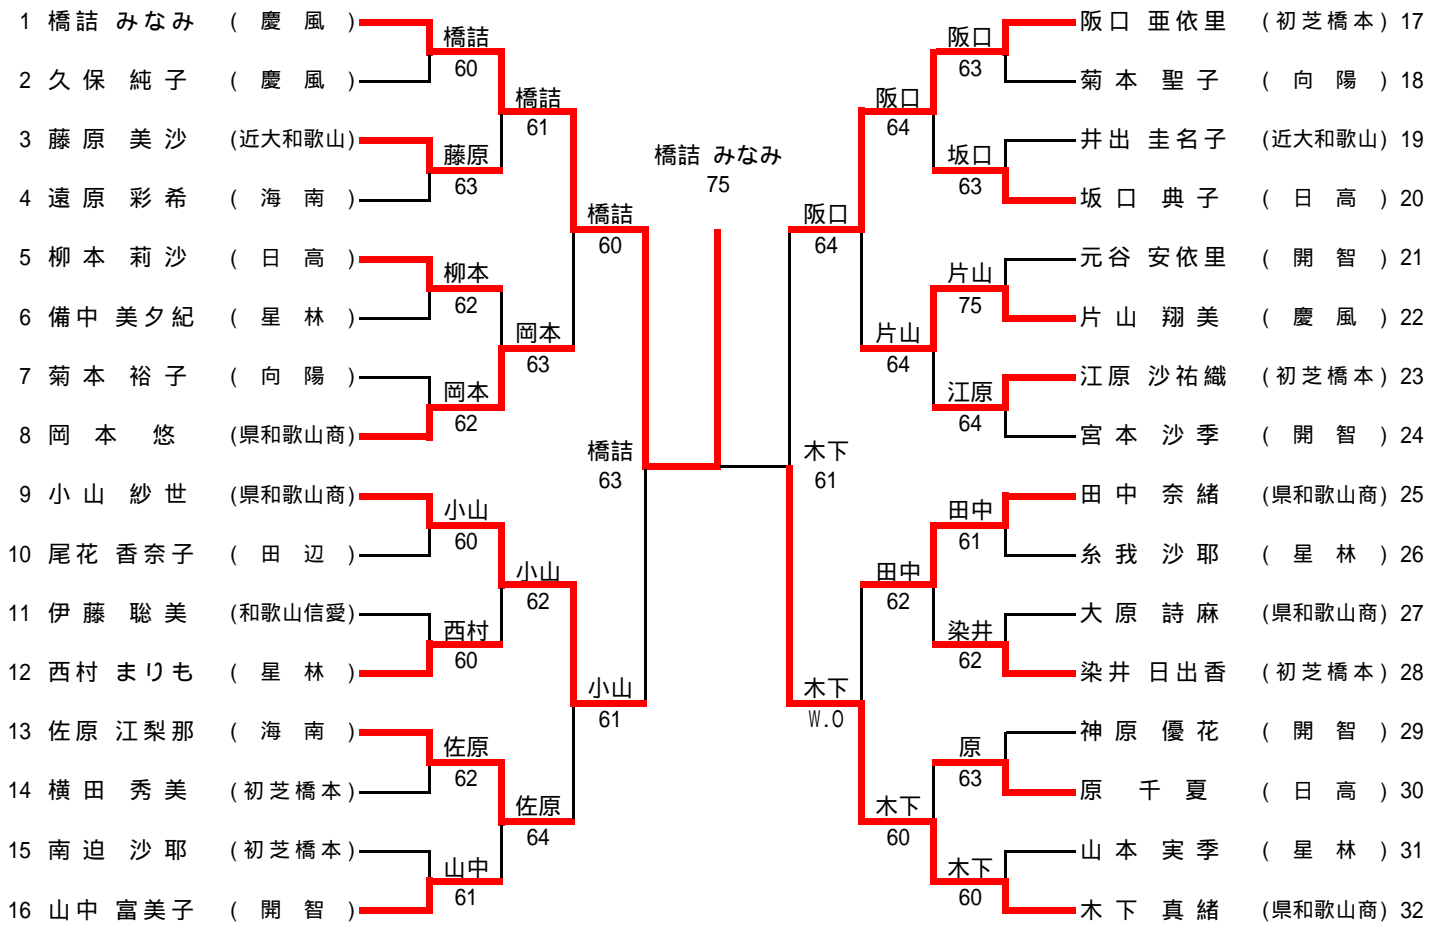 1 橋詰 みなみ ( 慶 風 )
2 久保 純子 ( 慶 風 )
3 藤原 美沙 (近大和歌山)
4 遠原 彩希 ( 海 南 )
5 柳本 莉沙 ( 日 高 )
6 備中 美夕紀 ( 星 林 )
7 菊本 裕子 ( 向 陽 )
8 岡本 悠 (県和歌山商)
9 小山 紗世 (県和歌山商)
10 尾花 香奈子 ( 田 辺 )
11 伊藤 聡美 (和歌山信愛)
12 西村 まりも ( 星 林 )
13 佐原 江梨那 ( 海 南 )
14 横田 秀美 (初芝橋本)
15 南迫 沙耶 (初芝橋本)
16 山中 富美子 ( 開 智 )
橋詰
60
藤原
63
柳本
62
岡本
62
小山
60
西村
60
佐原
62
山中
61
橋詰
61
岡本
63
小山
62
佐原
64
橋詰
60
小山
61
橋詰
63
橋詰 みなみ
75
木下
61
阪口
64
木下
W.O
阪口
64
片山
64
田中
62
木下
60
阪口
63
坂口
63
片山
75
江原
64
田中
61
染井
62
原
63
木下
60
阪口 亜依里 (初芝橋本) 17
菊本 聖子 ( 向 陽 ) 18
井出 圭名子 (近大和歌山) 19
坂口 典子 ( 日 高 ) 20
元谷 安依里 ( 開 智 ) 21
片山 翔美 ( 慶 風 ) 22
江原 沙祐織 (初芝橋本) 23
宮本 沙季 ( 開 智 ) 24
田中 奈緒 (県和歌山商) 25
糸我 沙耶 ( 星 林 ) 26
大原 詩麻 (県和歌山商) 27
染井 日出香 (初芝橋本) 28
神原 優花 ( 開 智 ) 29
原 千夏 ( 日 高 ) 30
山本 実季 ( 星 林 ) 31
木下 真緒 (県和歌山商) 32